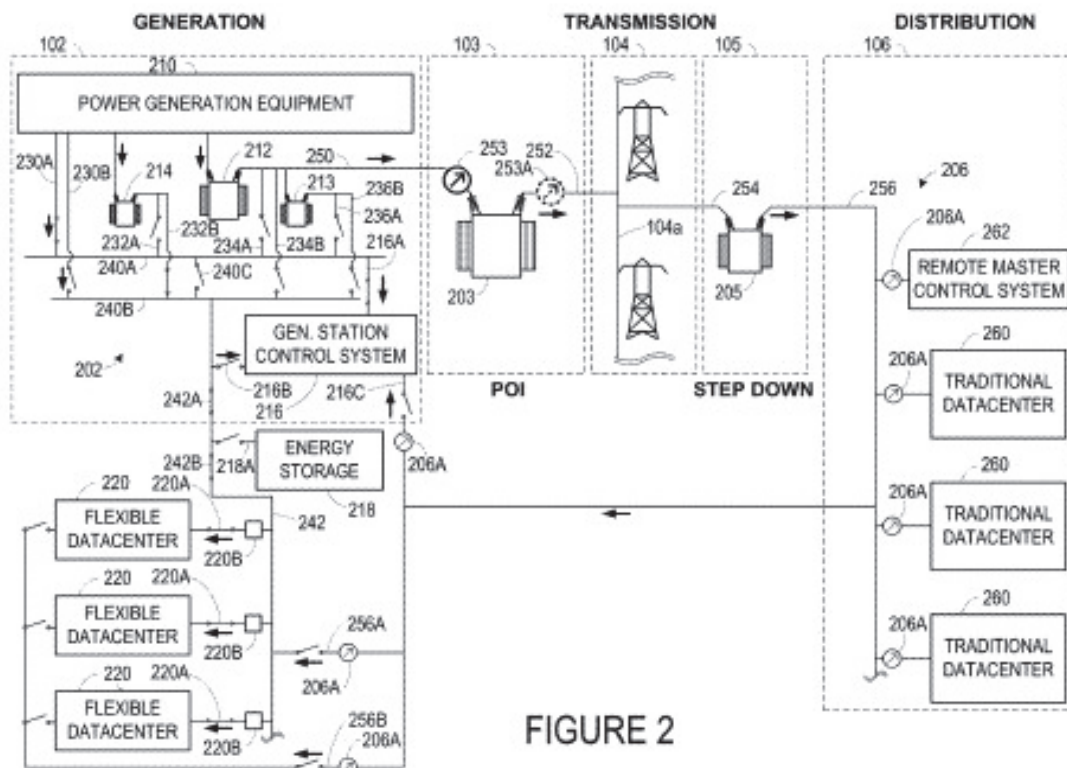 GENERATION
TRANSMISSION
DISTRIBUTION
102
103
104
105
106
210
POWER GENERATION EQUIPMENT
230A
230B
214
212
250
213
236B
236A
232B
232A
234A
234B
216A
240A
240C
240B
202
GEN. STATION
CONTROL SYSTEM
216B
216
216C
242A
253
253A
252
203
POI
104a
254
205
STEP DOWN
256
206
206A
262
REMOTE MASTER
CONTROL SYSTEM
260
206A
TRADITIONAL
DATACENTER
260
206A
TRADITIONAL
DATACENTER
260
206A
TRADITIONAL
DATACENTER
242B
218A
ENERGY
STORAGE
218
206A
242
220
220A
FLEXIBLE
DATACENTER
220B
220
220A
FLEXIBLE
DATACENTER
220B
256A
206A
220
220A
FLEXIBLE
DATACENTER
220B
256B
206A
FIGURE 2